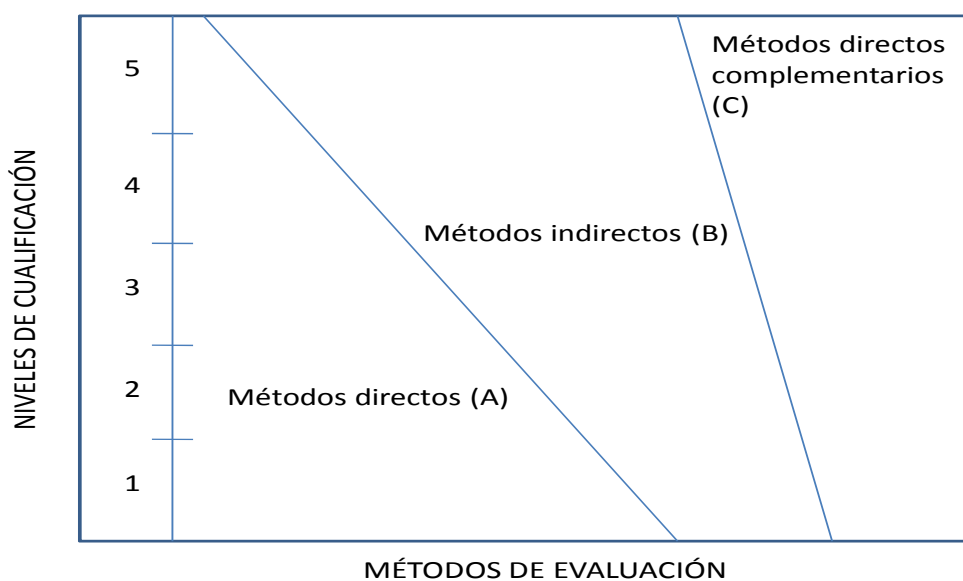 NIVELES DE CUALIFICACIÓN
5
4
3
2
1
Métodos directos
complementarios
(C)
Métodos indirectos (B)
Métodos directos (A)
MÉTODOS DE EVALUACIÓN